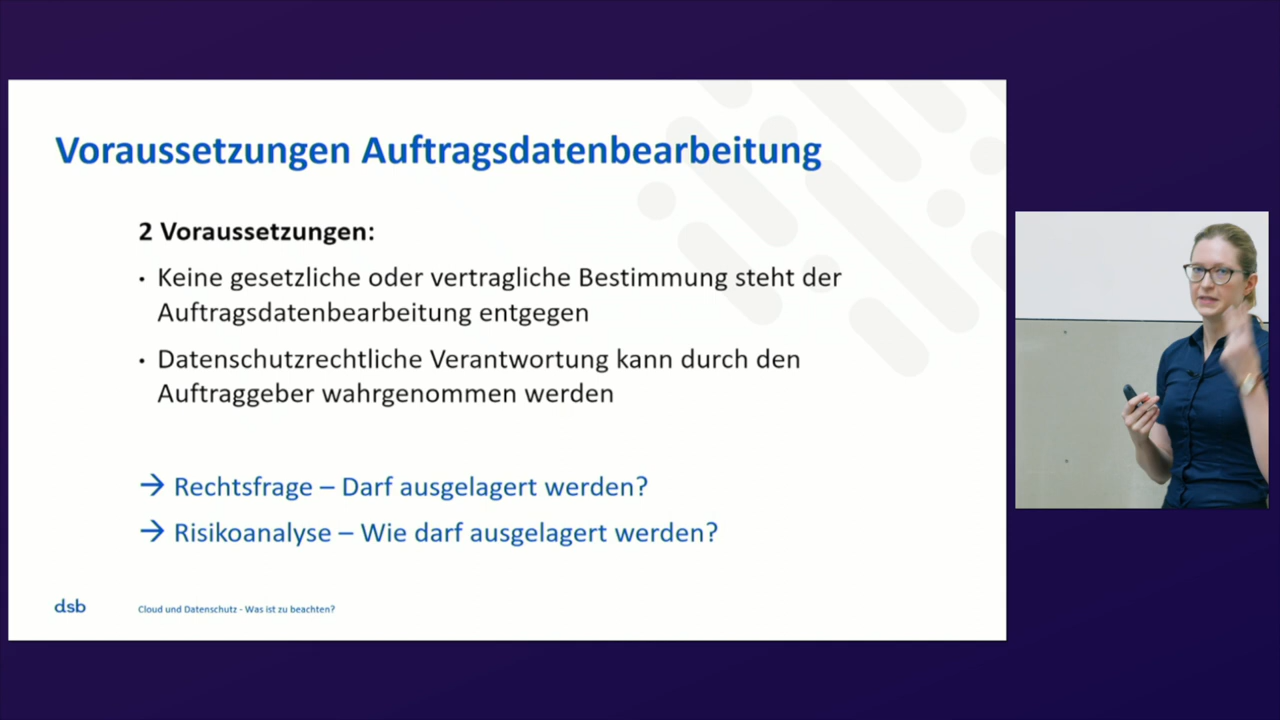 Voraussetzungen Auftragsdatenbearbeitung
2 Voraussetzungen:
• Keine gesetzliche oder vertragliche Bestimmung steht der
Auftragsdatenbearbeitung entgegen
• Datenschutzrechtliche Verantwortung kann durch den
Auftraggeber wahrgenommen werden
→ Rechtsfrage – Darf ausgelagert werden?
→ Risikoanalyse – Wie darf ausgelagert werden?
dsb
Cloud und Datenschutz - Was ist zu beachten?